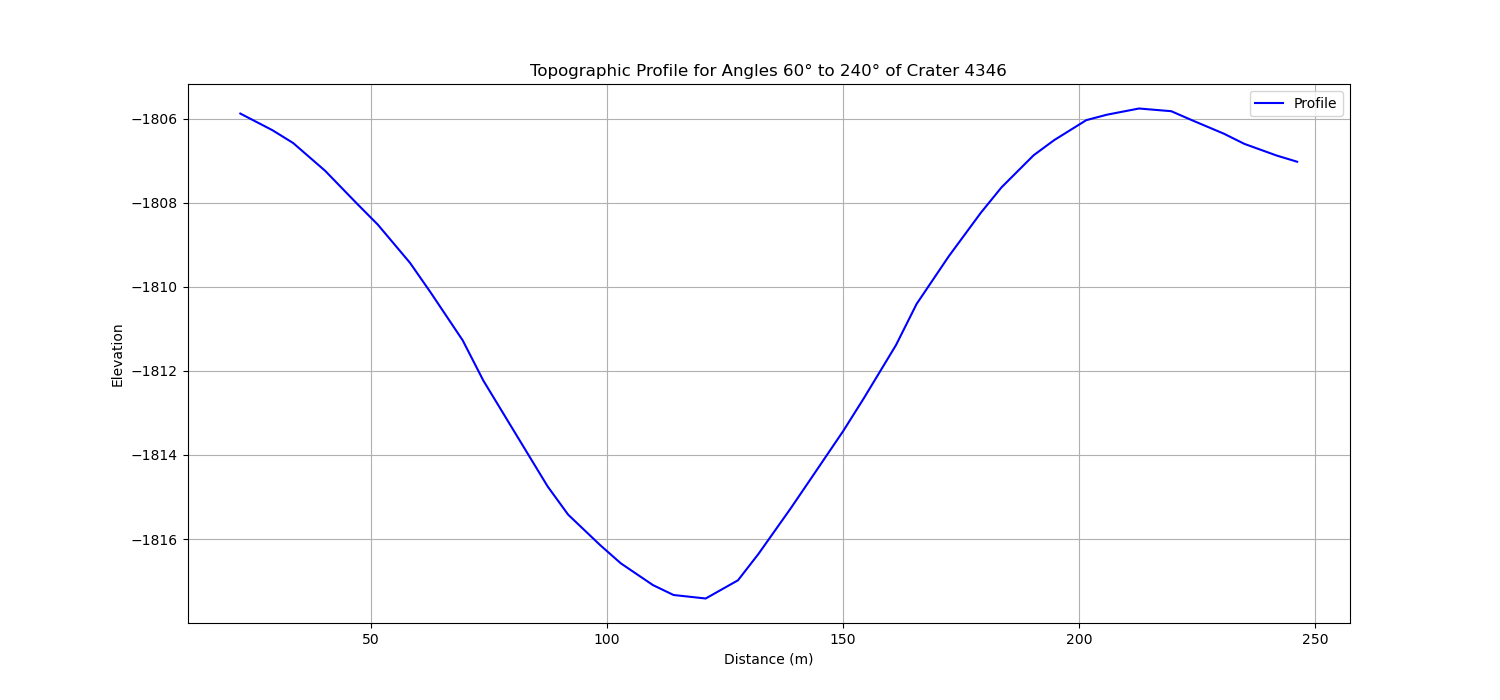 Topographic Profile for Angles 60° to 240° of Crater 4346
Profile
−1806
−1808
−1810
−1812
−1814
−1816
Elevation
50
100
150
200
250
Distance (m)